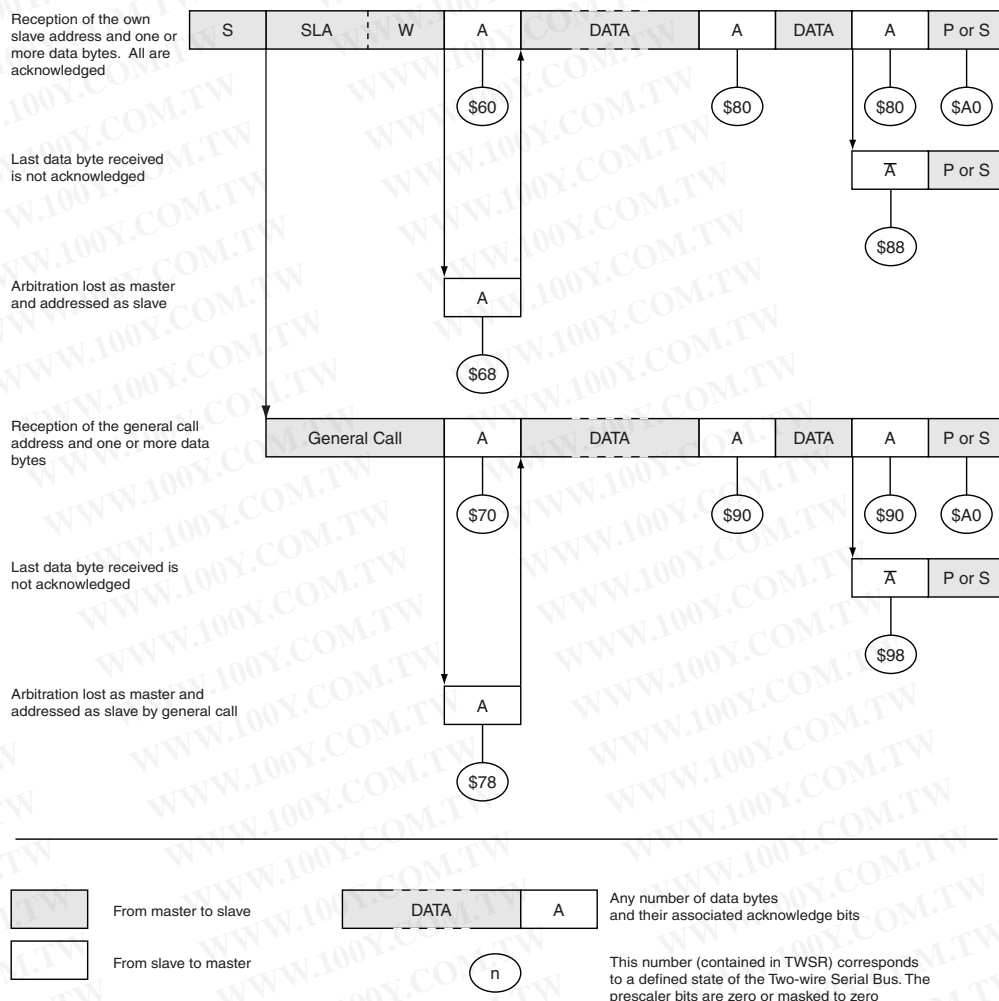 Reception of the own
slave address and one or
more data bytes. All are
acknowledged
S SLA W A DATA A DATA A P or S
$60 $80 $80 $A0
Last data byte received
is not acknowledged
A̅ P or S
$88
Arbitration lost as master
and addressed as slave
A
$68
Reception of the general call
address and one or more data
bytes
General Call A DATA A DATA A P or S
$70 $90 $90 $A0
Last data byte received is
not acknowledged
A̅ P or S
$98
Arbitration lost as master and
addressed as slave by general call
A
$78
From master to slave
DATA A
Any number of data bytes
and their associated acknowledge bits
From slave to master
n
This number (contained in TWSR) corresponds
to a defined state of the Two-wire Serial Bus. The
prescaler bits are zero or masked to zero
WWW.100Y.COM.TW